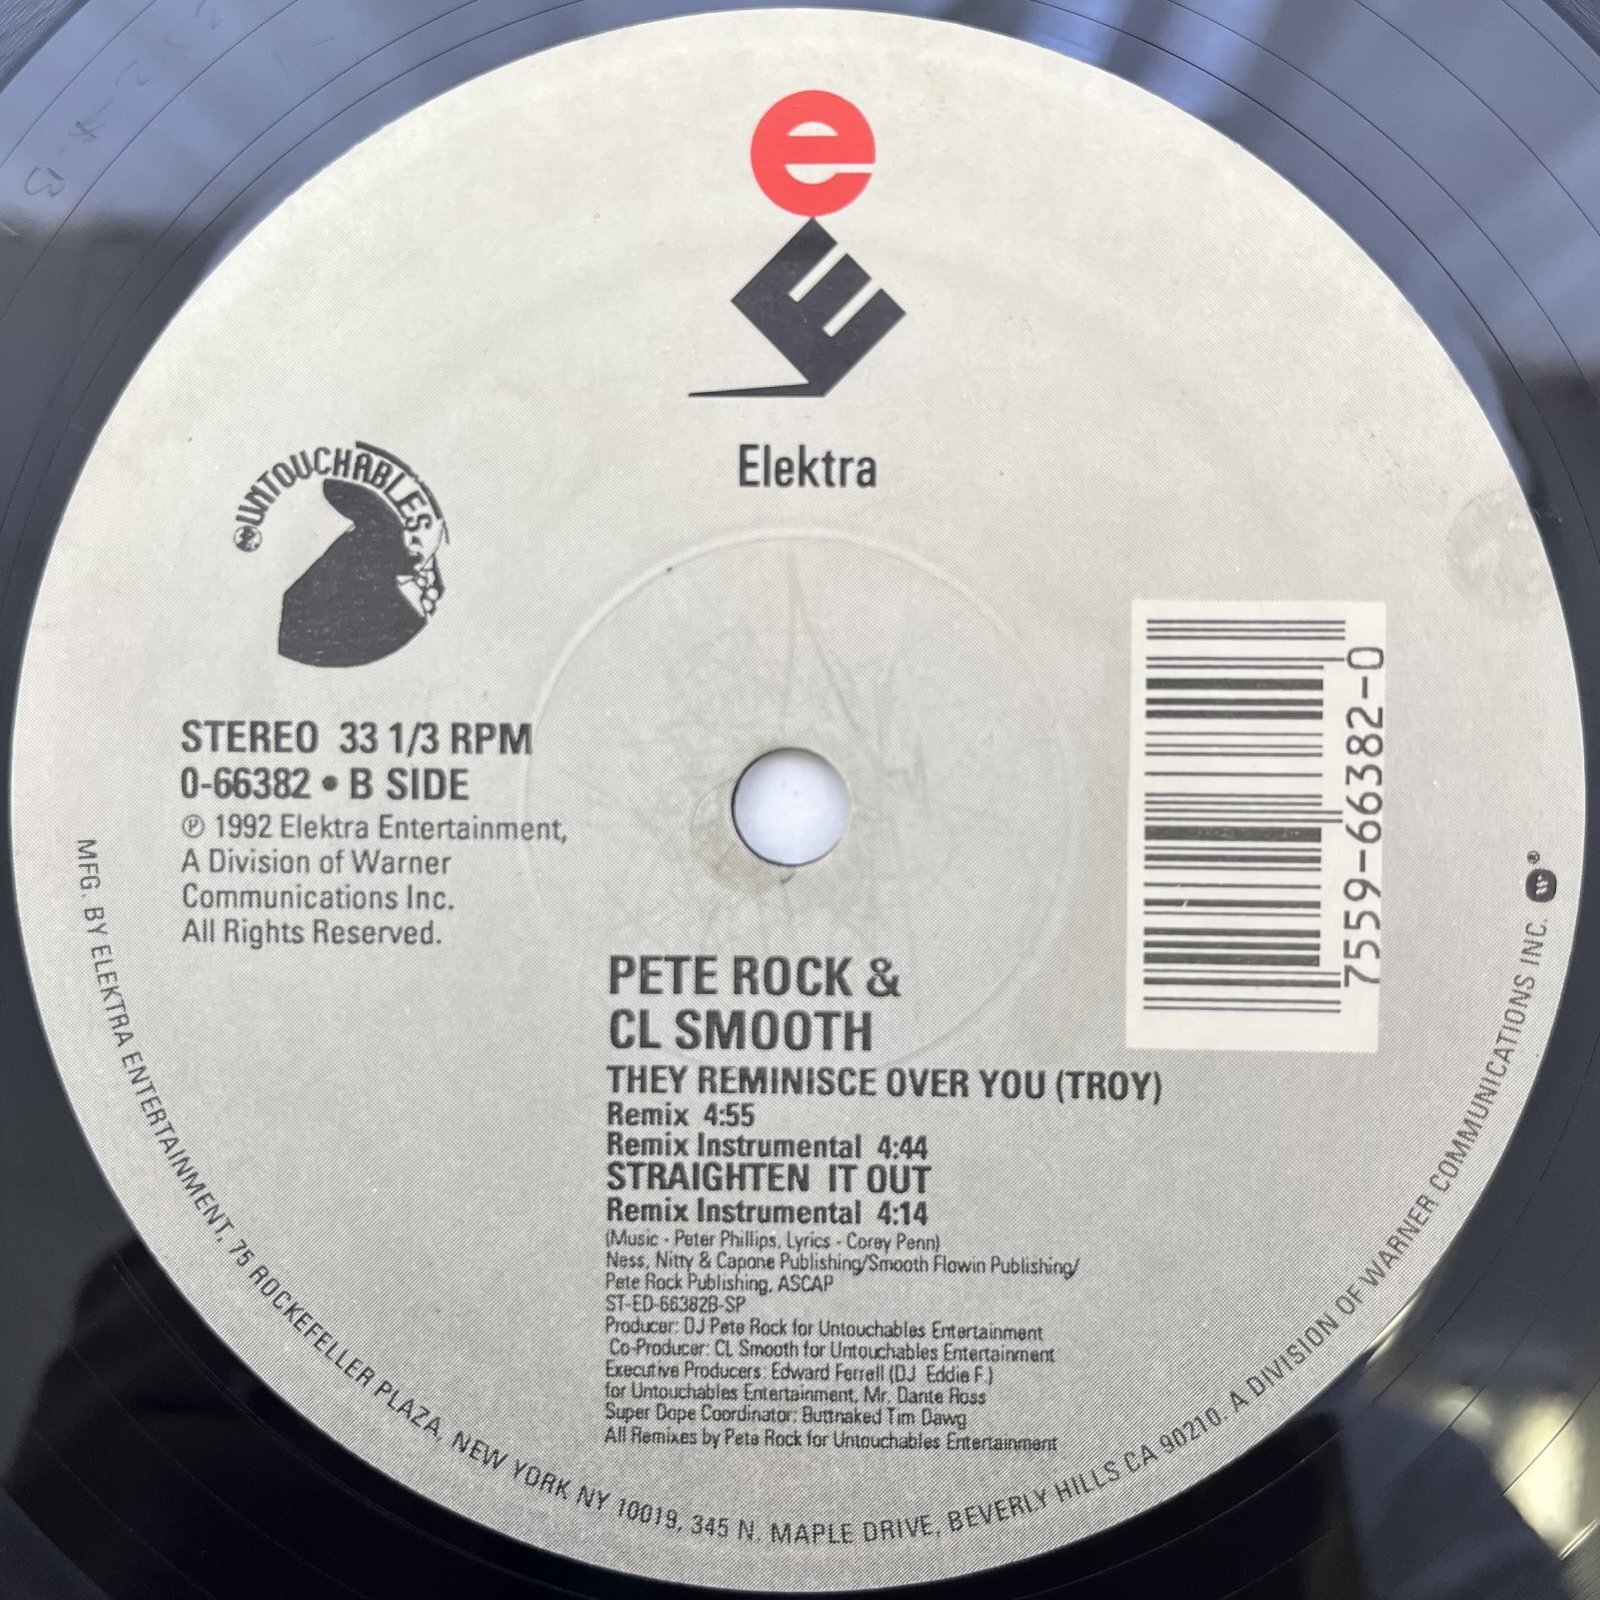 e
E
Elektra
UNTOUCHABLES
STEREO 33 1/3 RPM
0-66382 • B SIDE
℗ 1992 Elektra Entertainment,
A Division of Warner
Communications Inc.
All Rights Reserved.
7559-66382-0
PETE ROCK &
CL SMOOTH
THEY REMINISCE OVER YOU (TROY)
Remix 4:55
Remix Instrumental 4:44
STRAIGHTEN IT OUT
Remix Instrumental 4:14
(Music - Peter Phillips, Lyrics - Corey Penn)
Ness, Nitty & Capone Publishing/Smooth Flowin Publishing/
Pete Rock Publishing, ASCAP
ST-ED-66382B-SP
Producer: DJ Pete Rock for Untouchables Entertainment
Co-Producer: CL Smooth for Untouchables Entertainment
Executive Producers: Edward Ferrell (DJ Eddie F.)
for Untouchables Entertainment, Mr. Dante Ross
Super Dope Coordinator: Buttnaked Tim Dawg
All Remixes by Pete Rock for Untouchables Entertainment
MFG. BY ELEKTRA ENTERTAINMENT, 75 ROCKEFELLER PLAZA, NEW YORK NY 10019, 345 N. MAPLE DRIVE, BEVERLY HILLS CA 90210. A DIVISION OF WARNER COMMUNICATIONS INC. ®